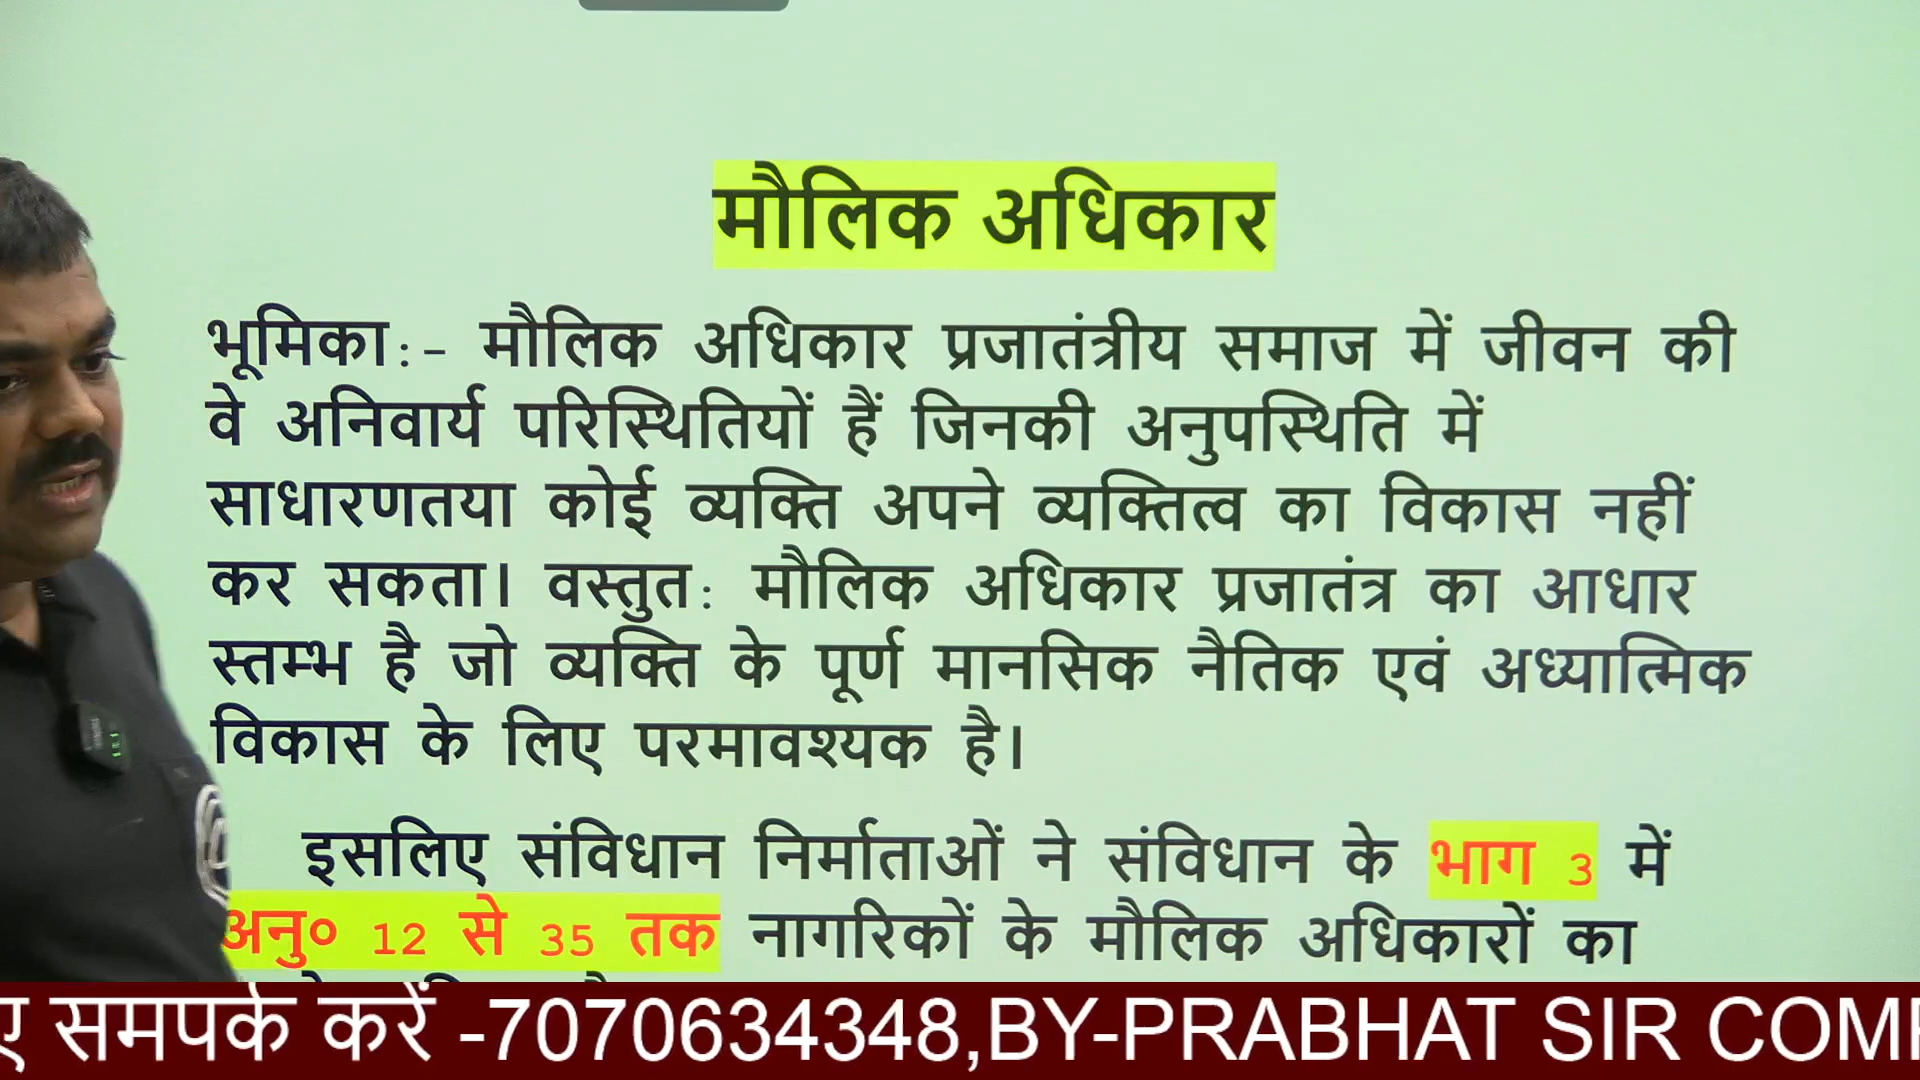 मौलिक अधिकार
भूमिका:- मौलिक अधिकार प्रजातंत्रीय समाज में जीवन की
वे अनिवार्य परिस्थितियों हैं जिनकी अनुपस्थिति में
साधारणतया कोई व्यक्ति अपने व्यक्तित्व का विकास नहीं
कर सकता। वस्तुत: मौलिक अधिकार प्रजातंत्र का आधार
स्तम्भ है जो व्यक्ति के पूर्ण मानसिक नैतिक एवं अध्यात्मिक
विकास के लिए परमावश्यक है।
इसलिए संविधान निर्माताओं ने संविधान के भाग 3 में
अनु० 12 से 35 तक नागरिकों के मौलिक अधिकारों का
ए समपर्क करें -7070634348,BY-PRABHAT SIR COM